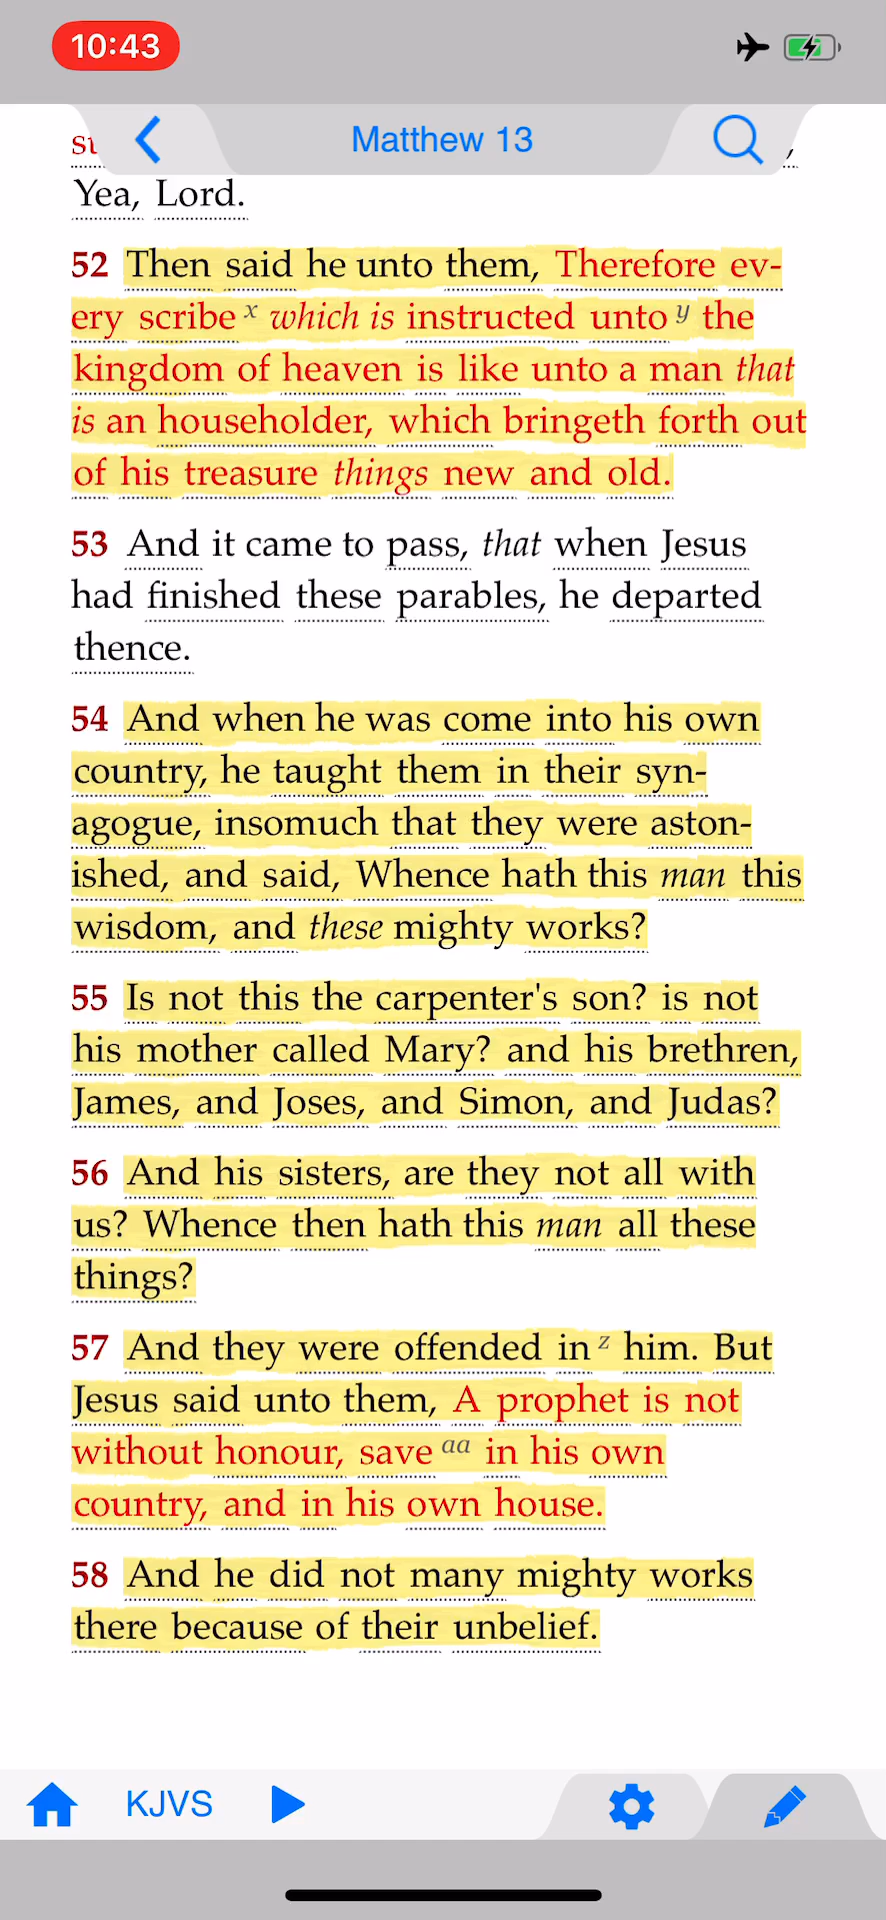 10:43
Matthew 13
Yea, Lord.
52 Then said he unto them, Therefore ev-
ery scribe x which is instructed unto y the
kingdom of heaven is like unto a man that
is an householder, which bringeth forth out
of his treasure things new and old.
53 And it came to pass, that when Jesus
had finished these parables, he departed
thence.
54 And when he was come into his own
country, he taught them in their syn-
agogue, insomuch that they were aston-
ished, and said, Whence hath this man this
wisdom, and these mighty works?
55 Is not this the carpenter's son? is not
his mother called Mary? and his brethren,
James, and Joses, and Simon, and Judas?
56 And his sisters, are they not all with
us? Whence then hath this man all these
things?
57 And they were offended in z him. But
Jesus said unto them, A prophet is not
without honour, save aa in his own
country, and in his own house.
58 And he did not many mighty works
there because of their unbelief.
KJVS